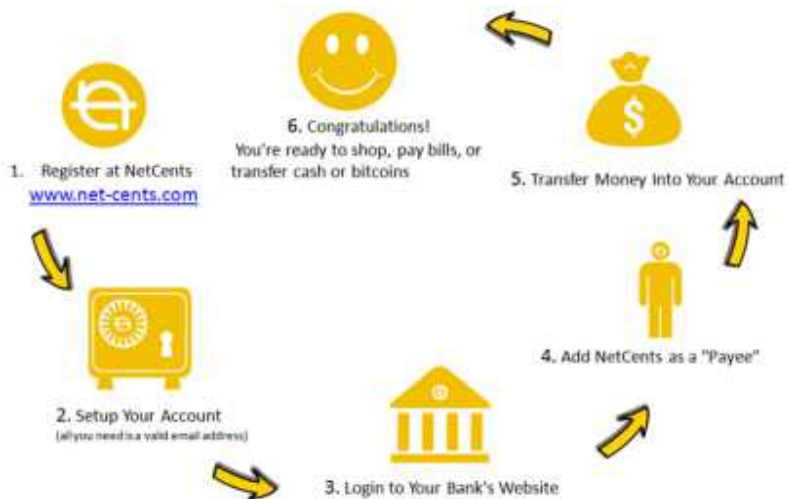 1. Register at NetCents
www.net-cents.com
2. Setup Your Account
(all you need is a valid email address)
3. Login to Your Bank's Website
4. Add NetCents as a "Payee"
$
5. Transfer Money Into Your Account
6. Congratulations!
You're ready to shop, pay bills, or
transfer cash or bitcoins